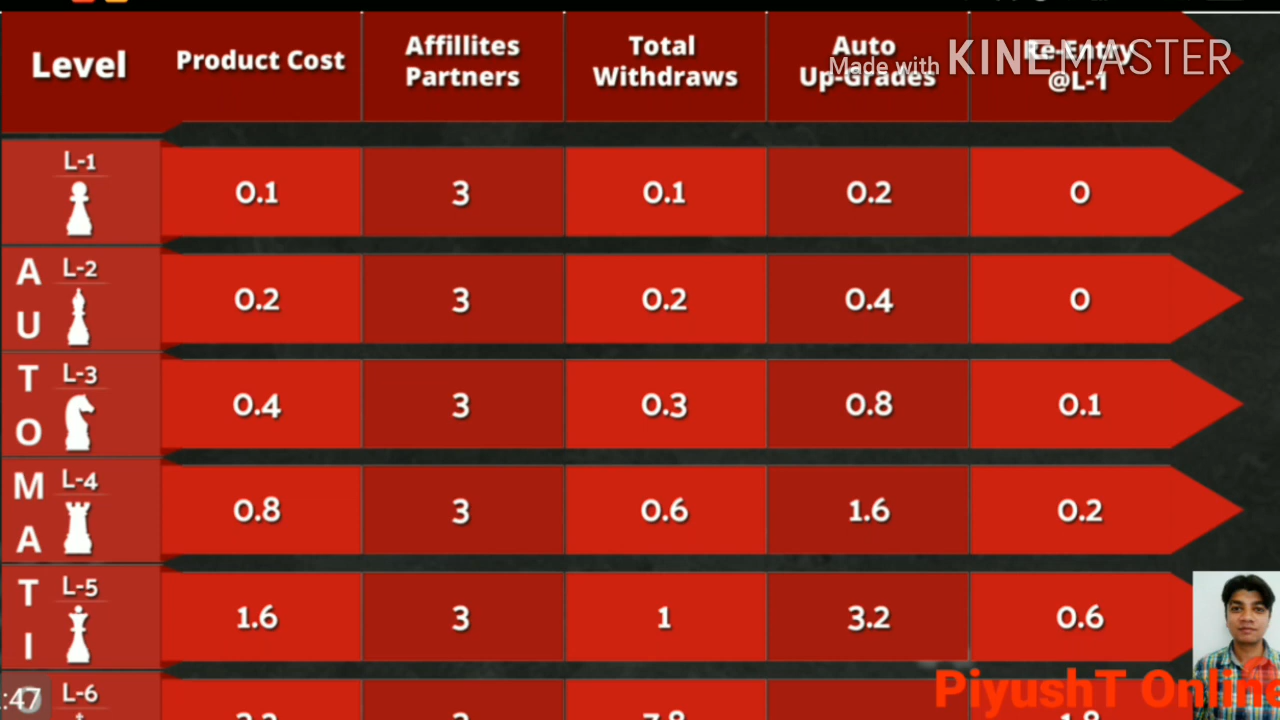 Level Product Cost Affillites Partners Total Withdraws Auto Up-Grades Re-Entry @L-1
Made with KINEMASTER
L-1 0.1 3 0.1 0.2 0
L-2 0.2 3 0.2 0.4 0
L-3 0.4 3 0.3 0.8 0.1
L-4 0.8 3 0.6 1.6 0.2
L-5 1.6 3 1 3.2 0.6
L-6
A
U
T
O
M
A
T
I
:47
PiyushT Online